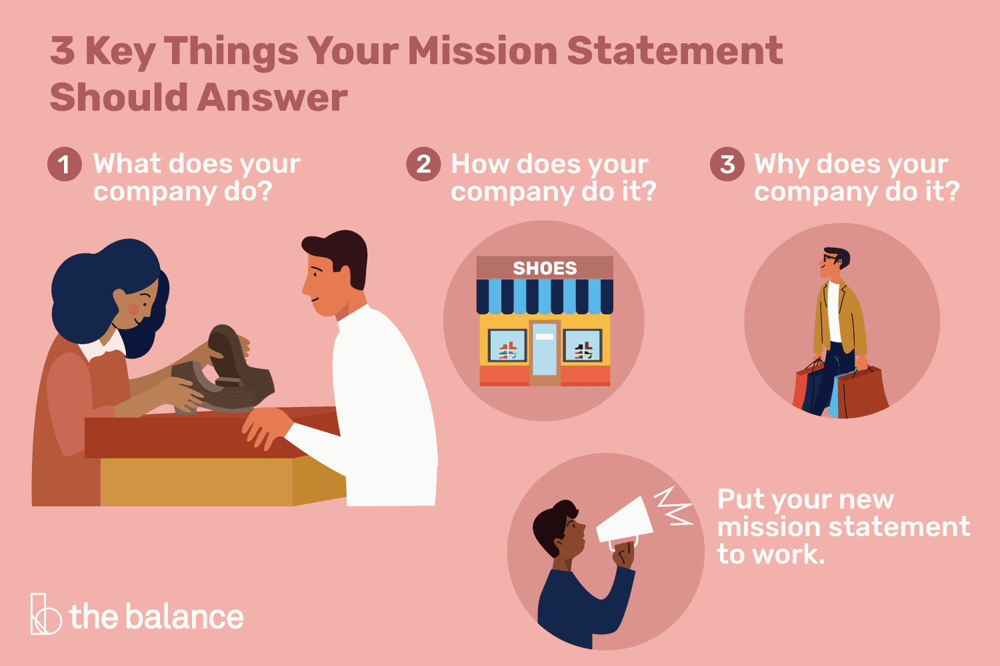 3 Key Things Your Mission Statement
Should Answer
1 What does your
company do?
2 How does your
company do it?
3 Why does your
company do it?
SHOES
Put your new
mission statement
to work.
the balance